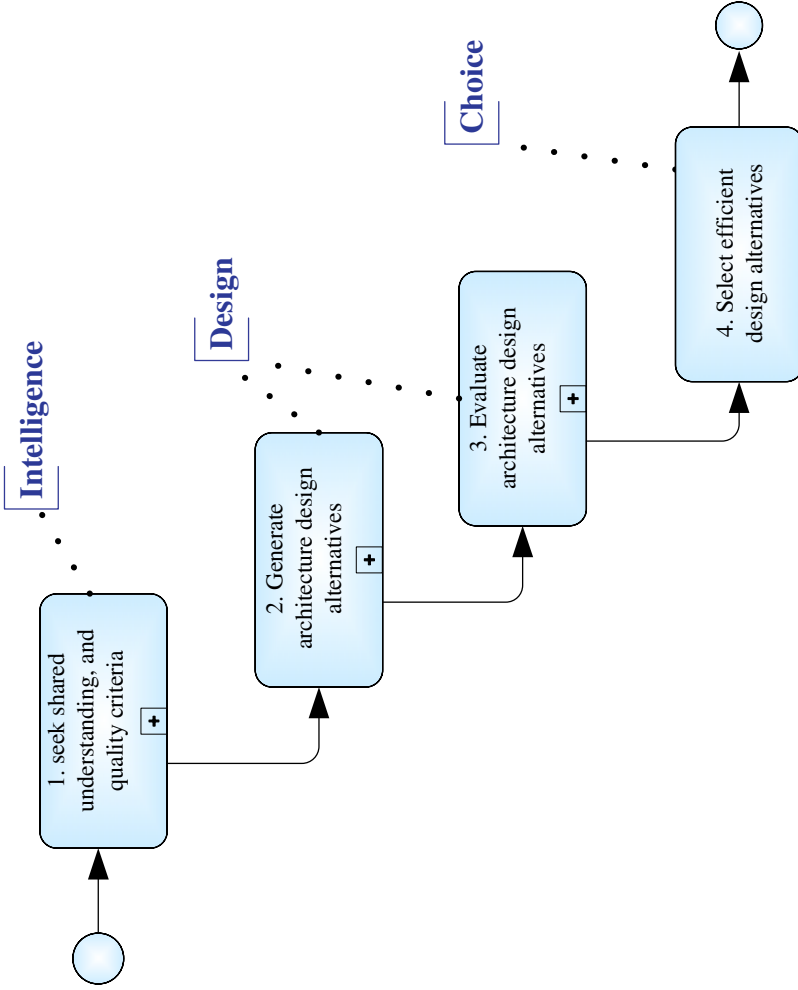 Intelligence
1. seek shared
understanding, and
quality criteria
Design
2. Generate
architecture design
alternatives
3. Evaluate
architecture design
alternatives
Choice
4. Select efficient
design alternatives